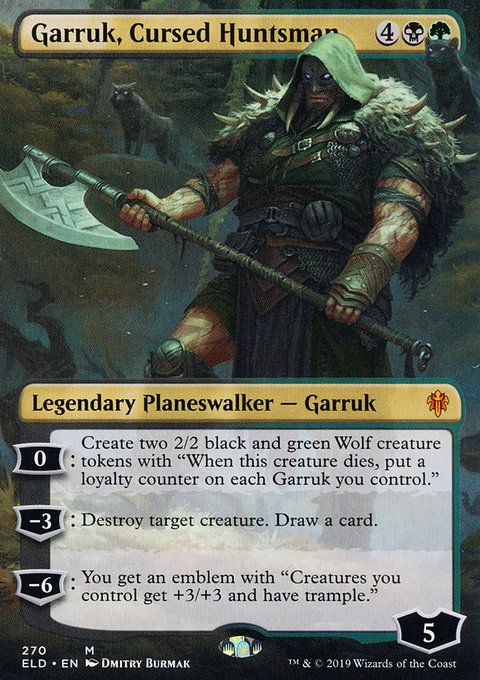 Garruk, Cursed Huntsman 4
Legendary Planeswalker — Garruk
0 : Create two 2/2 black and green Wolf creature
tokens with “When this creature dies, put a
loyalty counter on each Garruk you control.”
-3 : Destroy target creature. Draw a card.
-6 : You get an emblem with “Creatures you
control get +3/+3 and have trample.”
5
270 M
ELD • EN Dmitry Burmak
™ & © 2019 Wizards of the Coast